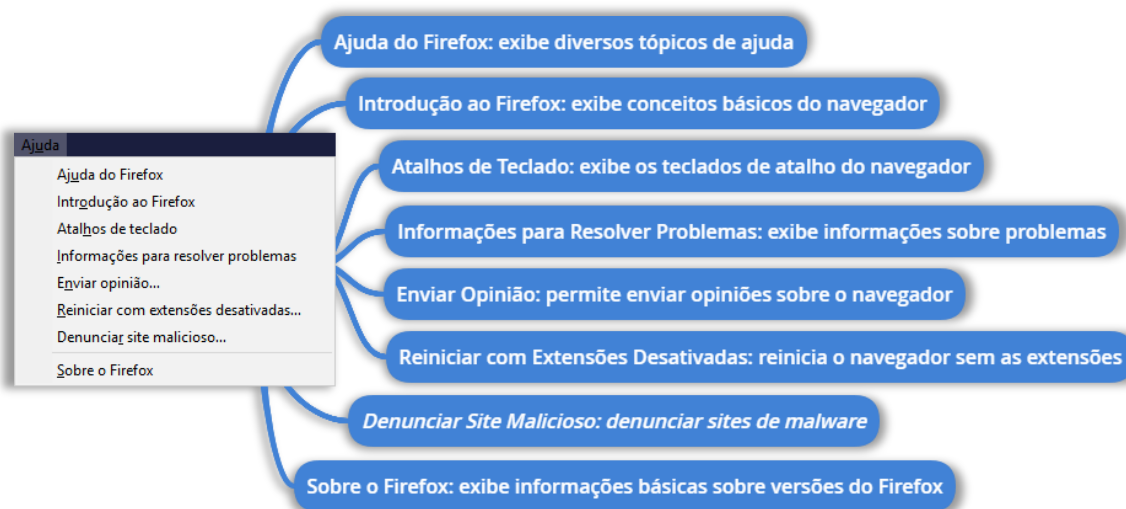 Ajuda do Firefox: exibe diversos tópicos de ajuda
Introdução ao Firefox: exibe conceitos básicos do navegador
Ajuda
Ajuda do Firefox
Introdução ao Firefox
Atalhos de teclado
Informações para resolver problemas
Enviar opinião...
Reiniciar com extensões desativadas...
Denunciar site malicioso...
Sobre o Firefox
Atalhos de Teclado: exibe os teclados de atalho do navegador
Informações para Resolver Problemas: exibe informações sobre problemas
Enviar Opinião: permite enviar opiniões sobre o navegador
Reiniciar com Extensões Desativadas: reinicia o navegador sem as extensões
Denunciar Site Malicioso: denunciar sites de malware
Sobre o Firefox: exibe informações básicas sobre versões do Firefox